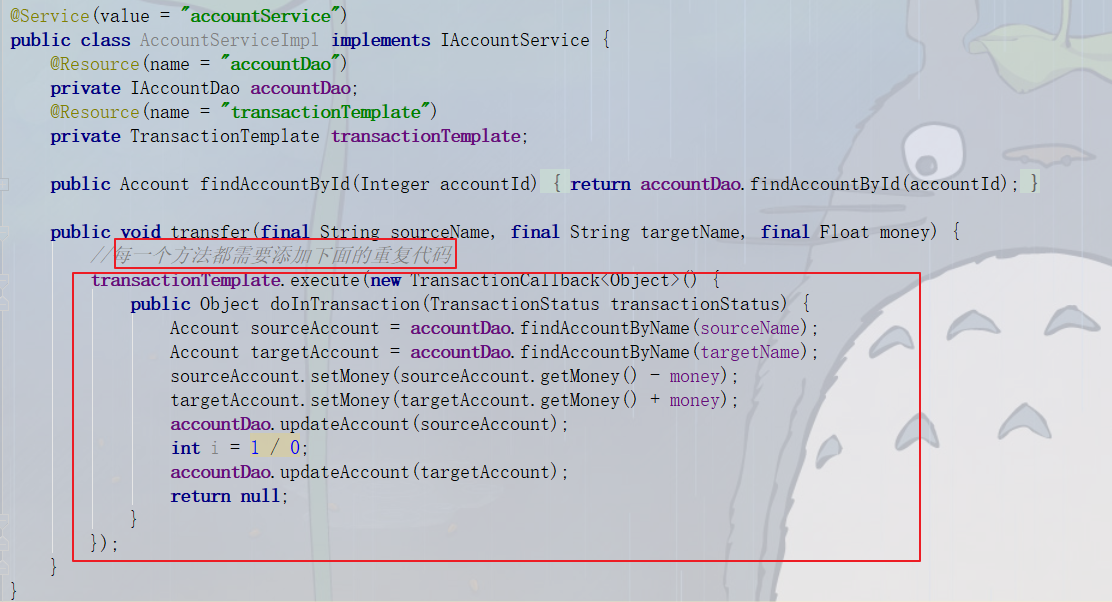 @Service(value = "accountService")
public class AccountServiceImpl implements IAccountService {
@Resource(name = "accountDao")
private IAccountDao accountDao;
@Resource(name = "transactionTemplate")
private TransactionTemplate transactionTemplate;
public Account findAccountById(Integer accountId) { return accountDao.findAccountById(accountId); }
public void transfer(final String sourceName, final String targetName, final Float money) {
//每一个方法都需要添加下面的重复代码
transactionTemplate.execute(new TransactionCallback<Object>() {
public Object doInTransaction(TransactionStatus transactionStatus) {
Account sourceAccount = accountDao.findAccountByName(sourceName);
Account targetAccount = accountDao.findAccountByName(targetName);
sourceAccount.setMoney(sourceAccount.getMoney() - money);
targetAccount.setMoney(targetAccount.getMoney() + money);
accountDao.updateAccount(sourceAccount);
int i = 1 / 0;
accountDao.updateAccount(targetAccount);
return null;
}
});
}
}